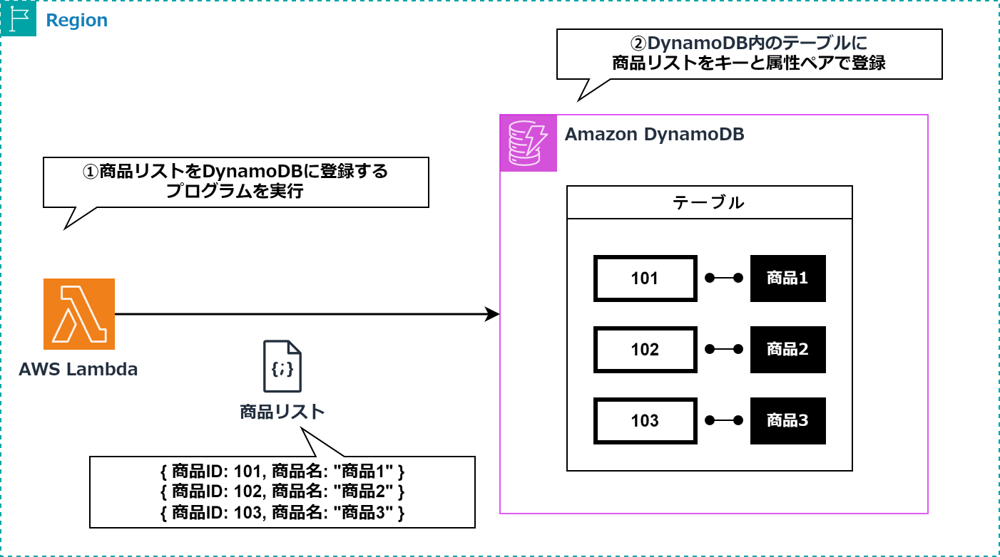 Region
②DynamoDB内のテーブルに
商品リストをキーと属性ペアで登録
Amazon DynamoDB
①商品リストをDynamoDBに登録する
プログラムを実行
テーブル
101
商品1
102
商品2
103
商品3
AWS Lambda
{;}
商品リスト
{ 商品ID: 101, 商品名: "商品1" }
{ 商品ID: 102, 商品名: "商品2" }
{ 商品ID: 103, 商品名: "商品3" }